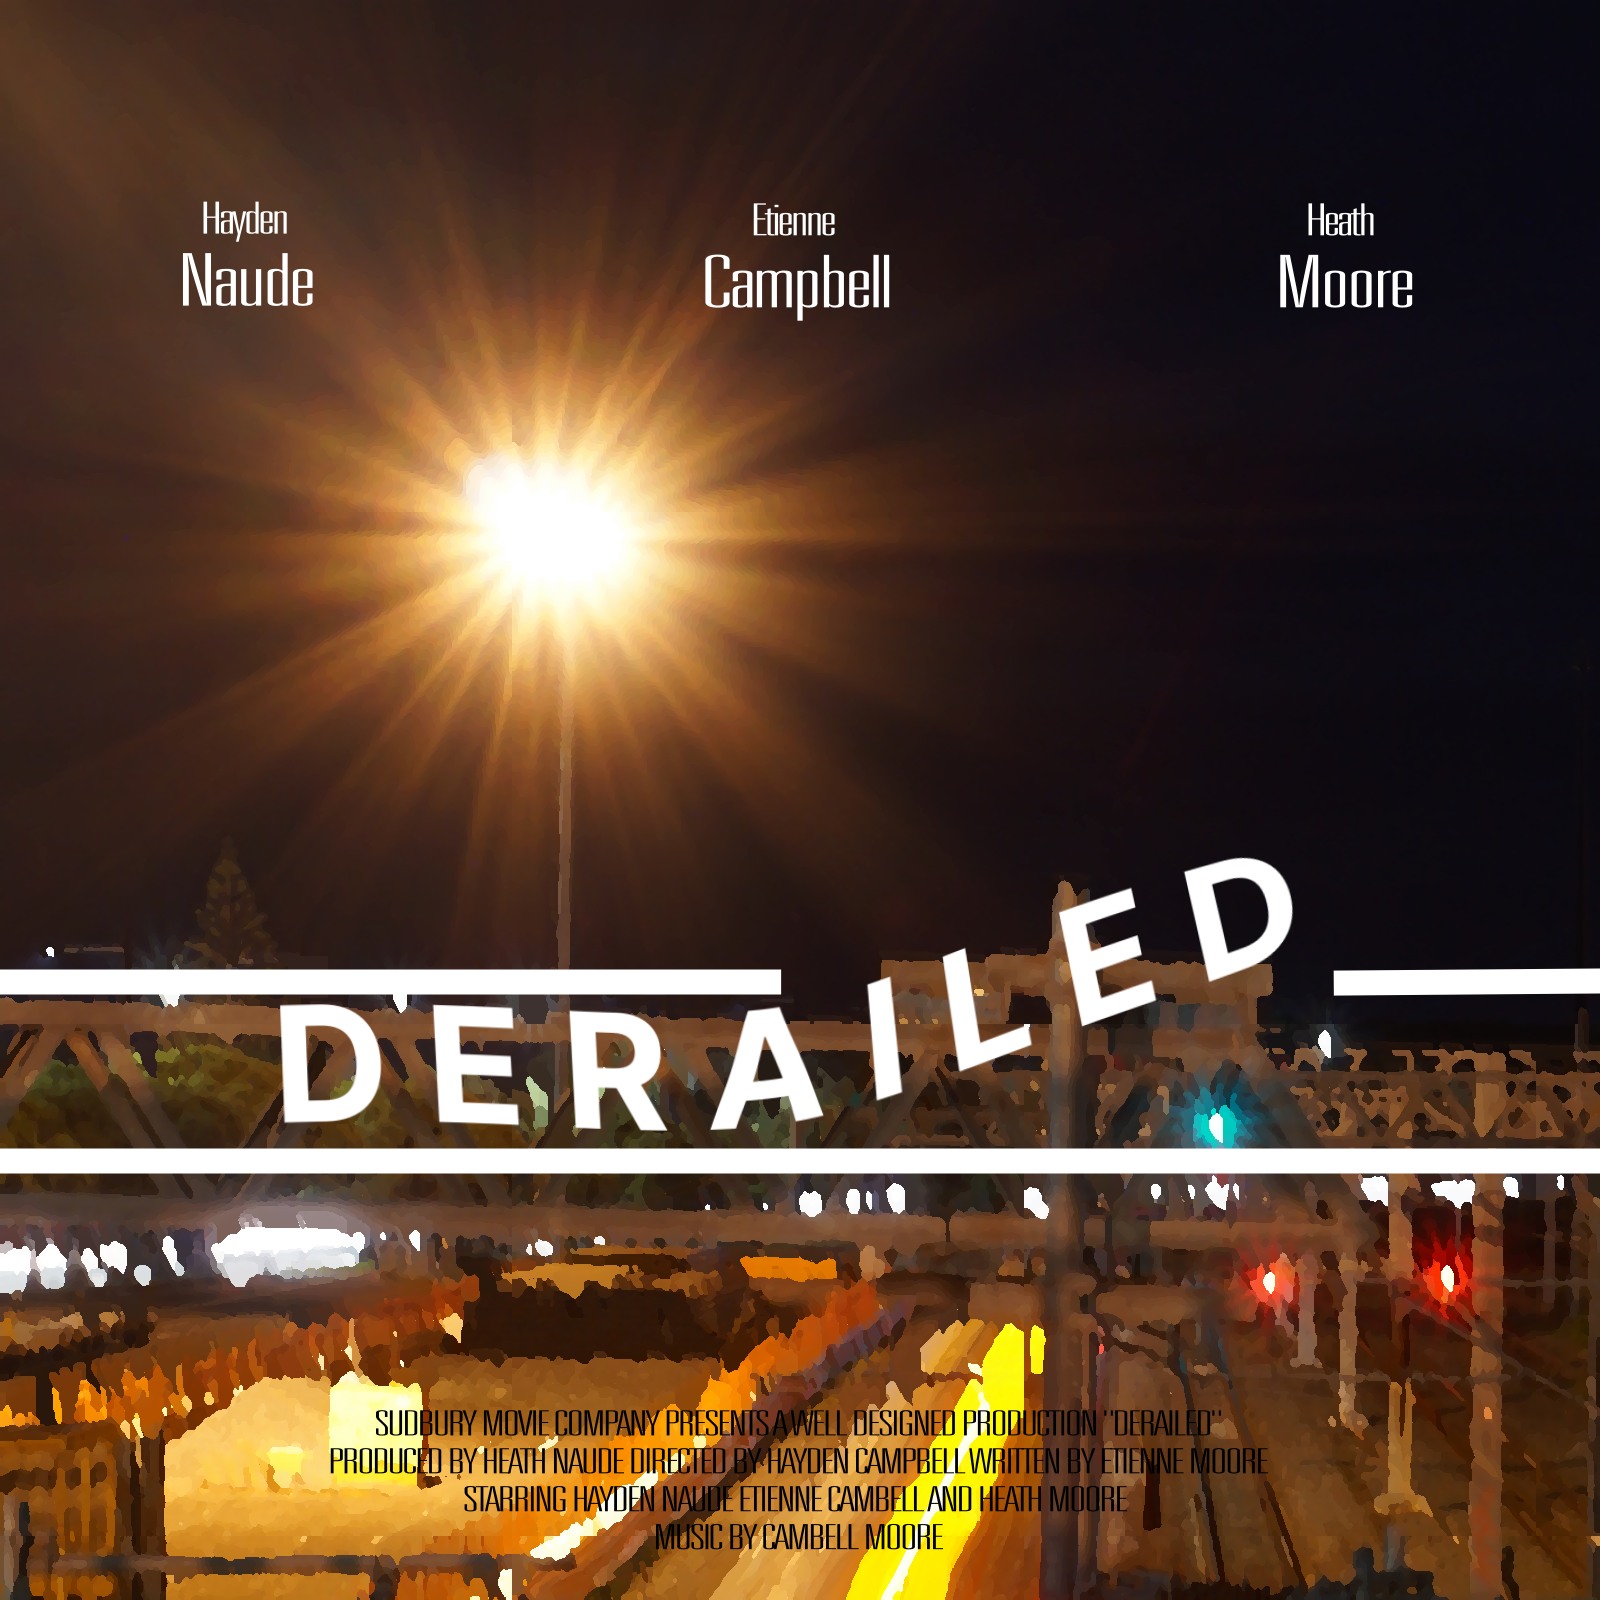 Hayden
Naude
Etienne
Campbell
Heath
Moore
DERAILED
SUDBURY MOVIE COMPANY PRESENTS A WELL DESIGNED PRODUCTION "DERAILED"
PRODUCED BY HEATH NAUDE DIRECTED BY HAYDEN CAMPBELL WRITTEN BY ETIENNE MOORE
STARRING HAYDEN NAUDE ETIENNE CAMBELL AND HEATH MOORE
MUSIC BY CAMBELL MOORE